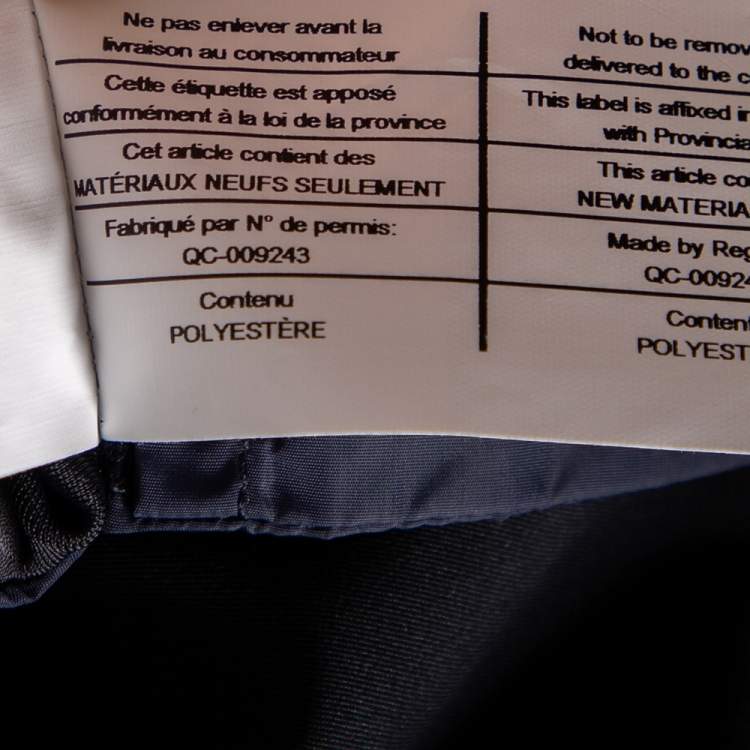 Ne pas enlever avant la
livraison au consommateur
Cette étiquette est apposé
conformément à la loi de la province
Cet article contient des
MATÉRIAUX NEUFS SEULEMENT
Fabriqué par N° de permis:
QC-009243
Contenu
POLYESTÈRE
Not to be remov
delivered to the c
This label is affixed i
with Provincia
This article co
NEW MATERIA
Made by Reg
QC-00924
Conten
POLYEST